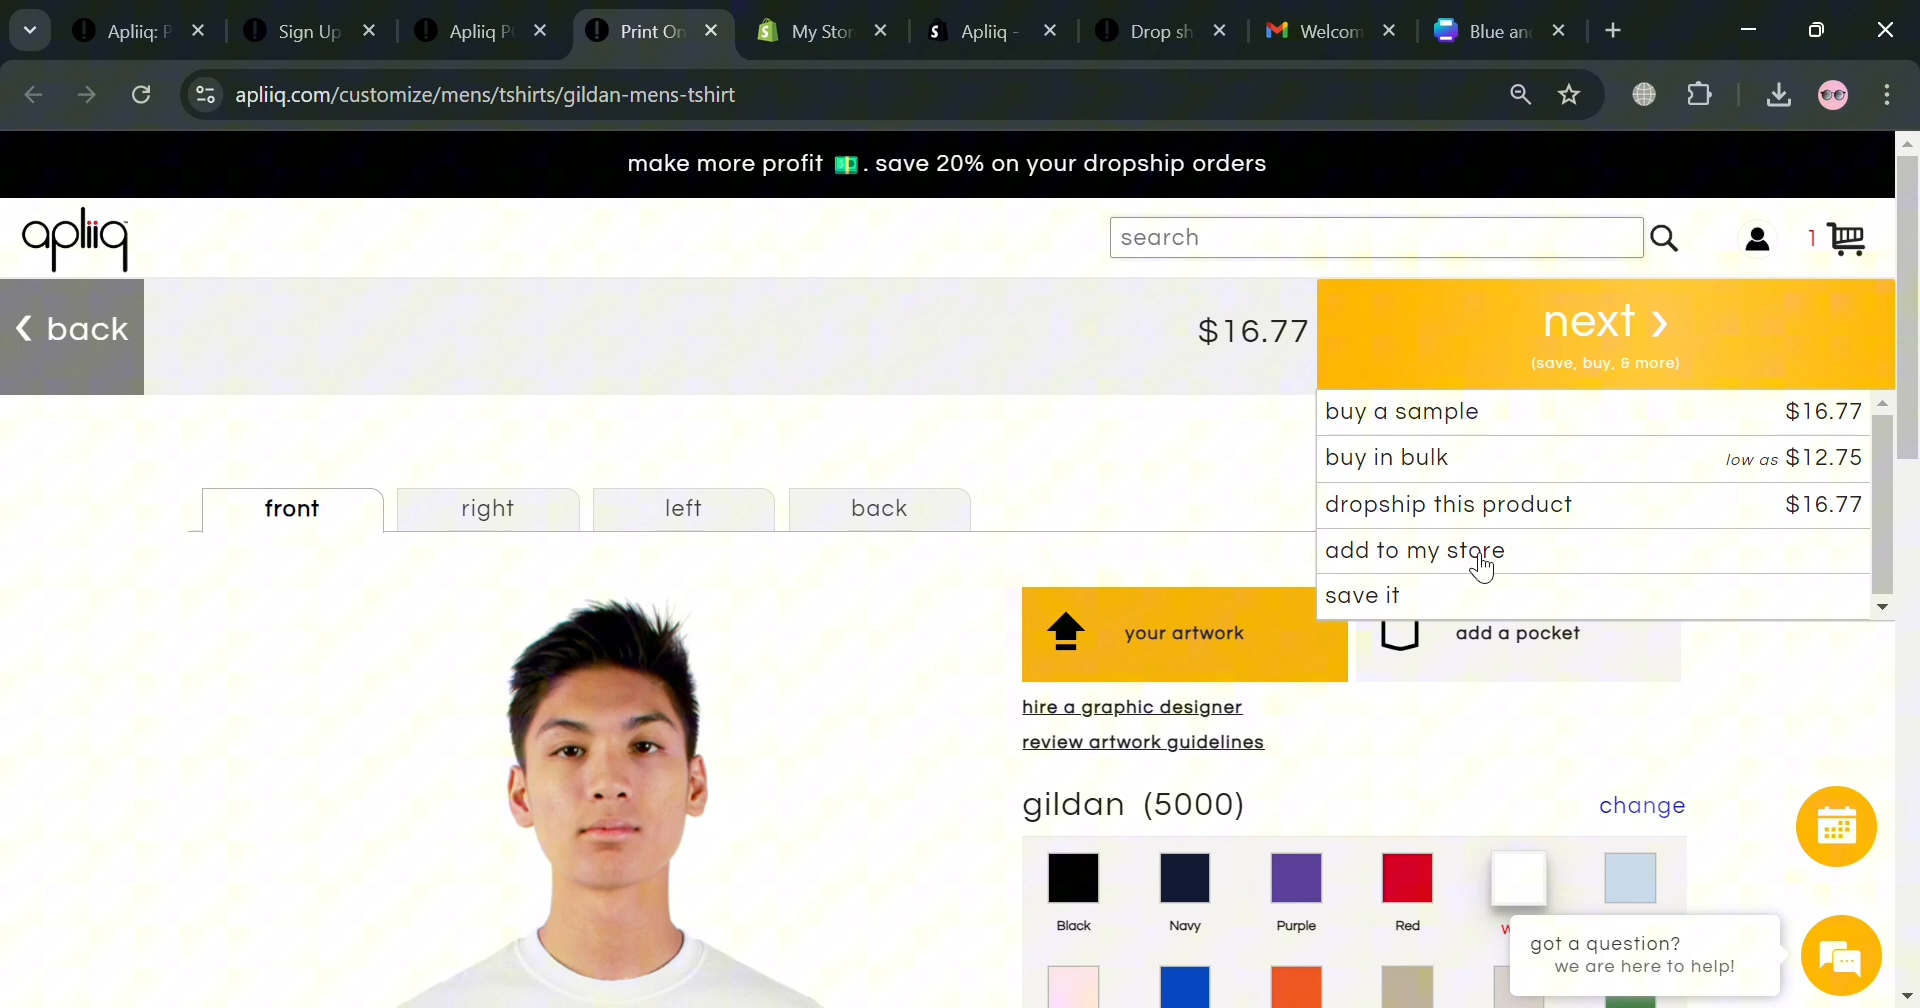 Apliiq: P
Sign Up
Apliiq P
Print On
My Stor
Apliiq -
Drop sh
Welcom
Blue an
apliiq.com/customize/mens/tshirts/gildan-mens-tshirt
make more profit 💵. save 20% on your dropship orders
apliiq
search
1
back
$16.77
next
(save, buy, & more)
buy a sample $16.77
buy in bulk low as $12.75
dropship this product $16.77
add to my store
save it
front right left back
your artwork
add a pocket
hire a graphic designer
review artwork guidelines
gildan (5000) change
Black Navy Purple Red
got a question?
we are here to help!